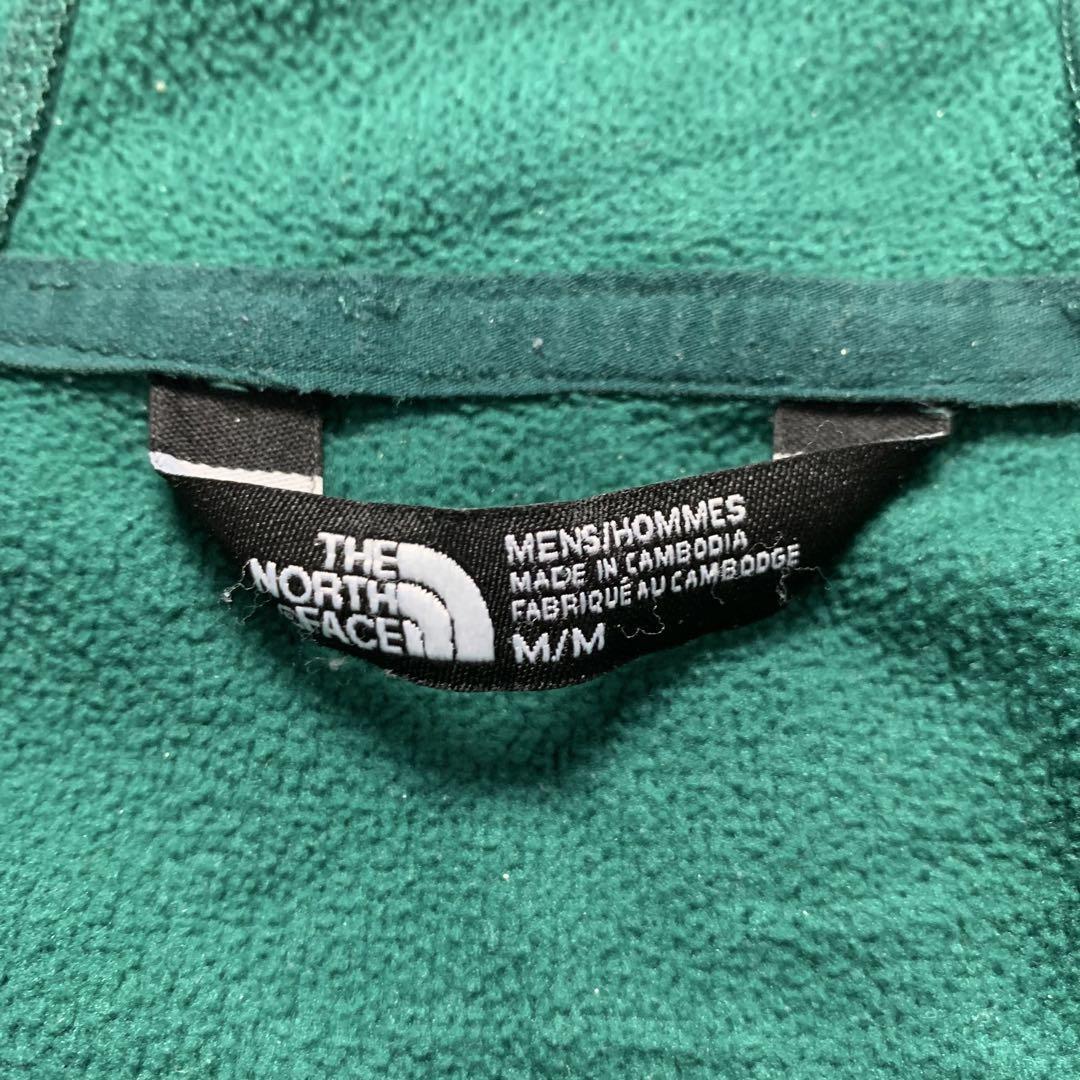 THE
NORTH
FACE
MENS/HOMMES
MADE IN CAMBODIA
FABRIQUÉ AU CAMBODGE
M/M